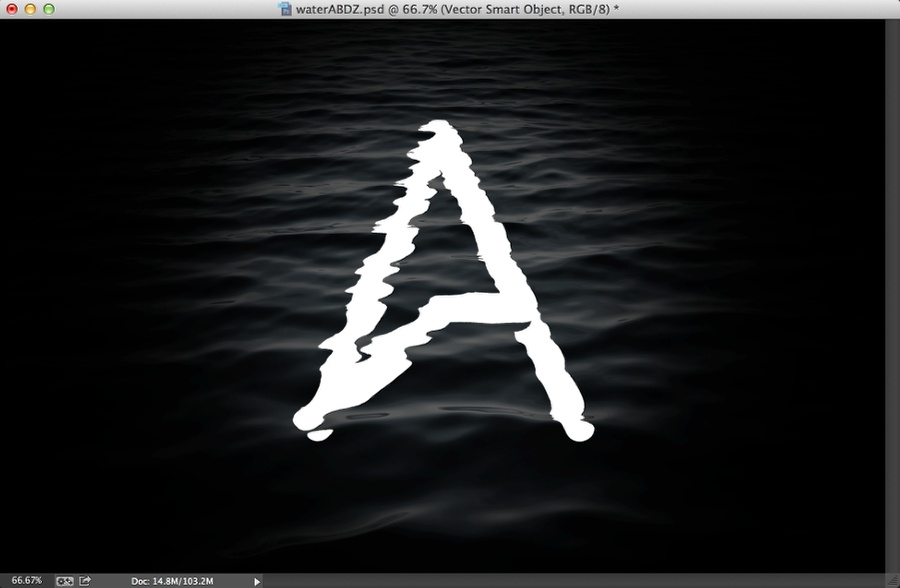 waterABDZ.psd @ 66.7% (Vector Smart Object, RGB/8) *
A
66.67% Doc: 14.8M/103.2M